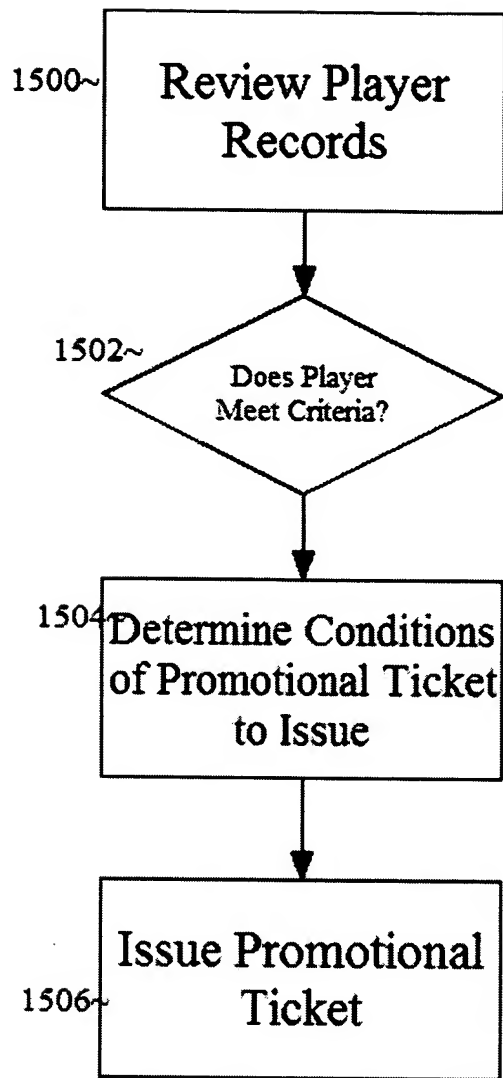 1500~
Review Player
Records
1502~
Does Player
Meet Criteria?
1504~
Determine Conditions
of Promotional Ticket
to Issue
Issue Promotional
Ticket
1506~